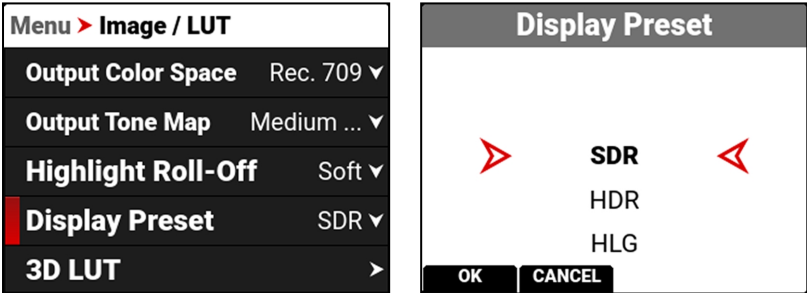 Menu > Image / LUT
Output Color Space Rec. 709
Output Tone Map Medium ...
Highlight Roll-Off Soft
Display Preset SDR
3D LUT >
Display Preset
SDR
HDR
HLG
OK CANCEL